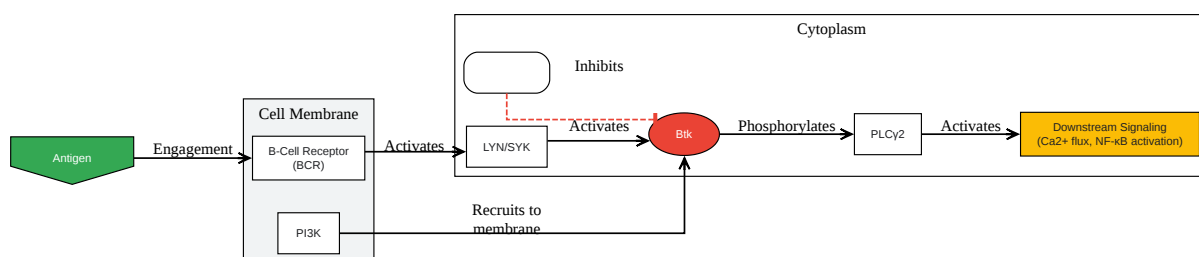 Cytoplasm
Inhibits
Cell Membrane
Antigen
Engagement
B-Cell Receptor
(BCR)
Activates
LYN/SYK
Activates
Btk
Phosphorylates
PLCγ2
Activates
Downstream Signaling
(Ca2+ flux, NF-κB activation)
PI3K
Recruits to
membrane